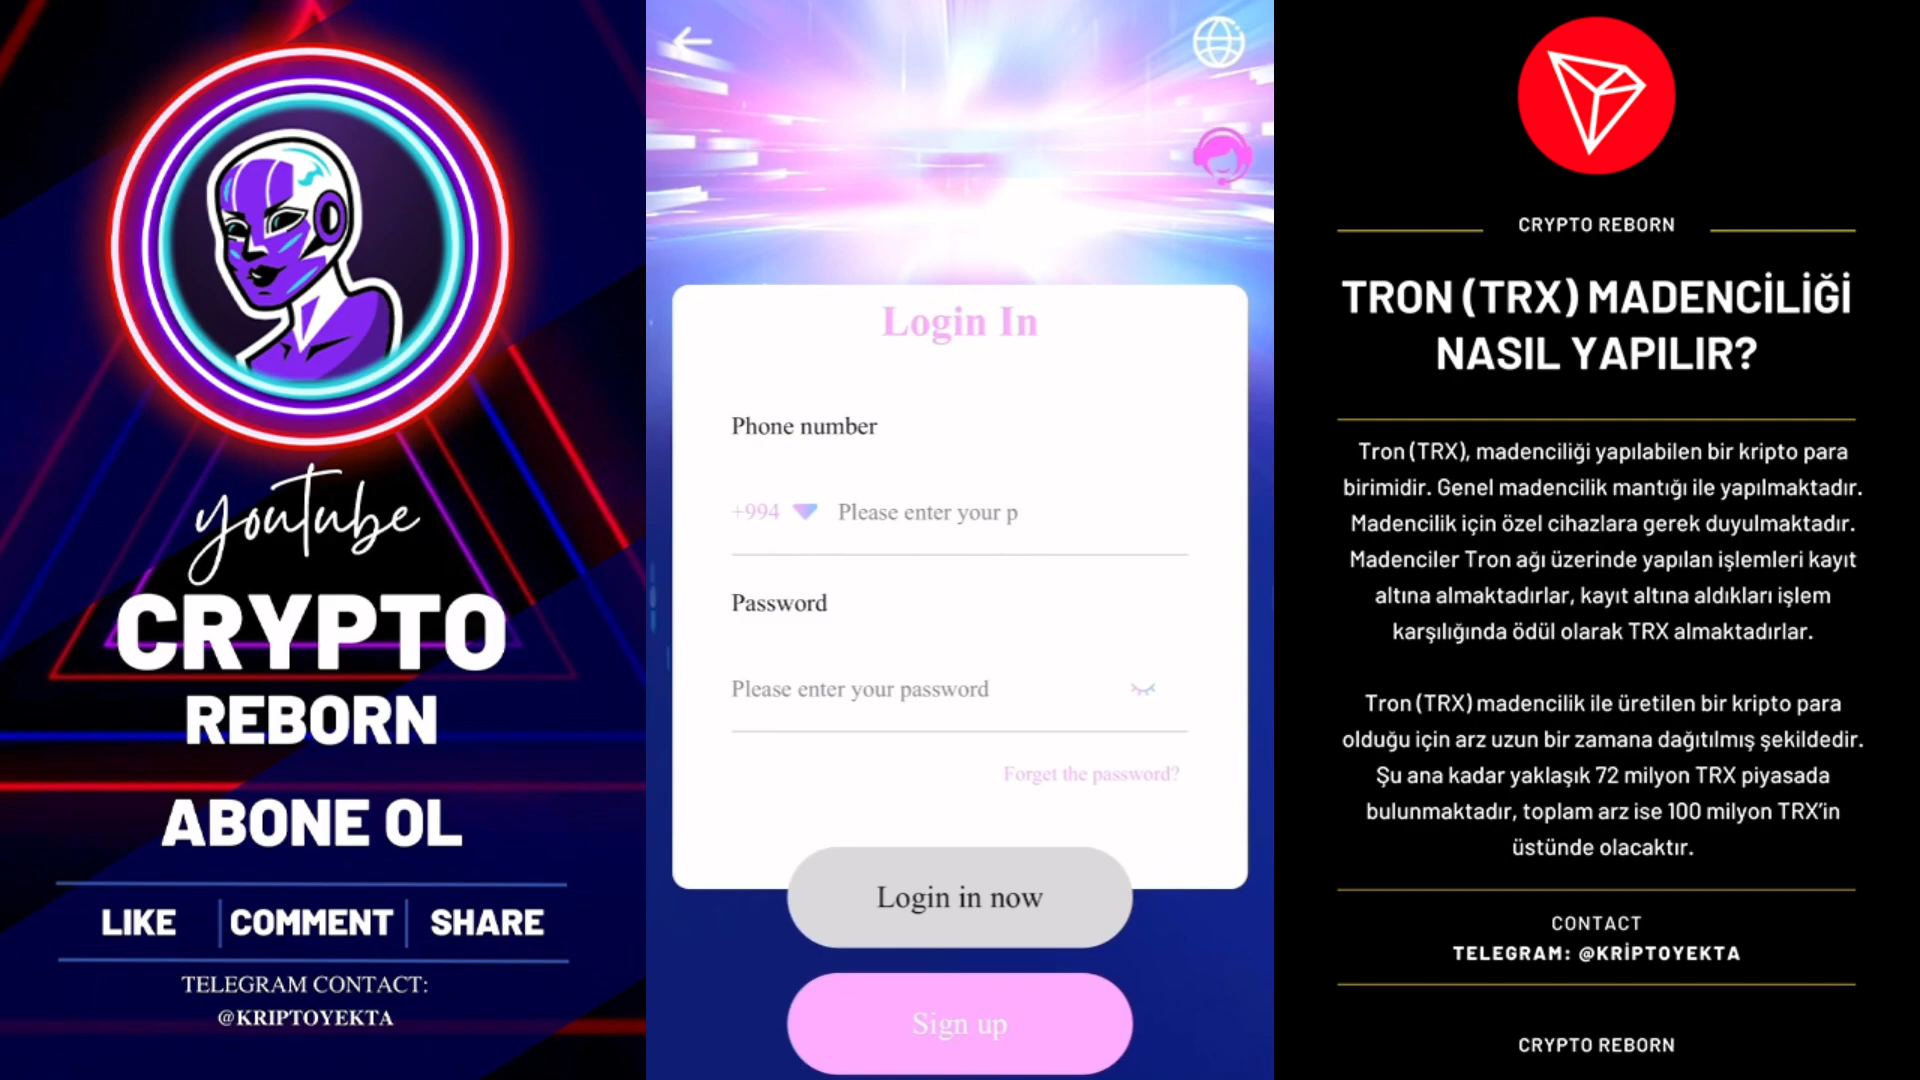 youtube
CRYPTO
REBORN
ABONE OL
LIKE COMMENT SHARE
TELEGRAM CONTACT:
@KRIPTOYEKTA
Login In
Phone number
+994 Please enter your p
Password
Please enter your password
Forget the password?
Login in now
Sign up
CRYPTO REBORN
TRON (TRX) MADENCİLİĞİ
NASIL YAPILIR?
Tron (TRX), madenciliği yapılabilen bir kripto para
birimidir. Genel madencilik mantığı ile yapılmaktadır.
Madencilik için özel cihazlara gerek duyulmaktadır.
Madenciler Tron ağı üzerinde yapılan işlemleri kayıt
altına almaktadırlar, kayıt altına aldıkları işlem
karşılığında ödül olarak TRX almaktadırlar.
Tron (TRX) madencilik ile üretilen bir kripto para
olduğu için arz uzun bir zamana dağıtılmış şekildedir.
Şu ana kadar yaklaşık 72 milyon TRX piyasada
bulunmaktadır, toplam arz ise 100 milyon TRX'in
üstünde olacaktır.
CONTACT
TELEGRAM: @KRİPTOYEKTA
CRYPTO REBORN